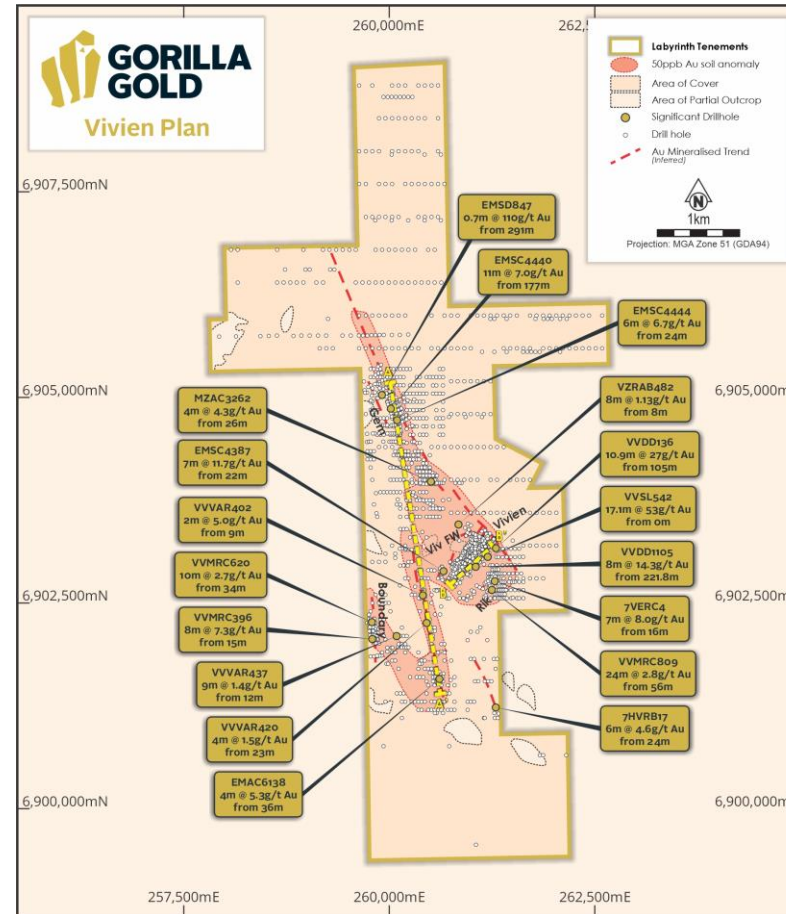 260,000mE
262,500mE
GORILLA
GOLD
Vivien Plan
Labyrinth Tenements
50ppb Au soil anomaly
Area of Cover
Area of Partial Outcrop
Significant Drillhole
Drill hole
Au Mineralised Trend
(Inferred)
N
1km
Projection: MGA Zone 51 (GDA94)
6,907,500mN
EMSD847
0.7m @ 110g/t Au
from 291m
EMSC4440
11m @ 7.0g/t Au
from 177m
EMSC4444
6m @ 6.7g/t Au
from 24m
6,905,000mN
6,905,000mN
A
Gem
MZAC3262
4m @ 4.3g/t Au
from 26m
VZRAB482
8m @ 1.13g/t Au
from 8m
EMSC4387
7m @ 11.7g/t Au
from 22m
VVDD136
10.9m @ 27g/t Au
from 105m
VVVAR402
2m @ 5.0g/t Au
from 9m
VVSL542
17.1m @ 53g/t Au
from 0m
Vivien
Viv FW
B'
B
VVMRC620
10m @ 2.7g/t Au
from 34m
VVDD1105
8m @ 14.3g/t Au
from 221.8m
6,902,500mN
6,902,500mN
Boundary
VVMRC396
8m @ 7.3g/t Au
from 15m
7VERC4
7m @ 8.0g/t Au
from 16m
VVVAR437
9m @ 1.4g/t Au
from 12m
VVMRC809
24m @ 2.8g/t Au
from 56m
VVVAR420
4m @ 1.5g/t Au
from 23m
7HVRB17
6m @ 4.6g/t Au
from 24m
EMAC6138
4m @ 5.3g/t Au
from 36m
6,900,000mN
6,900,000mN
257,500mE
260,000mE
262,500mE